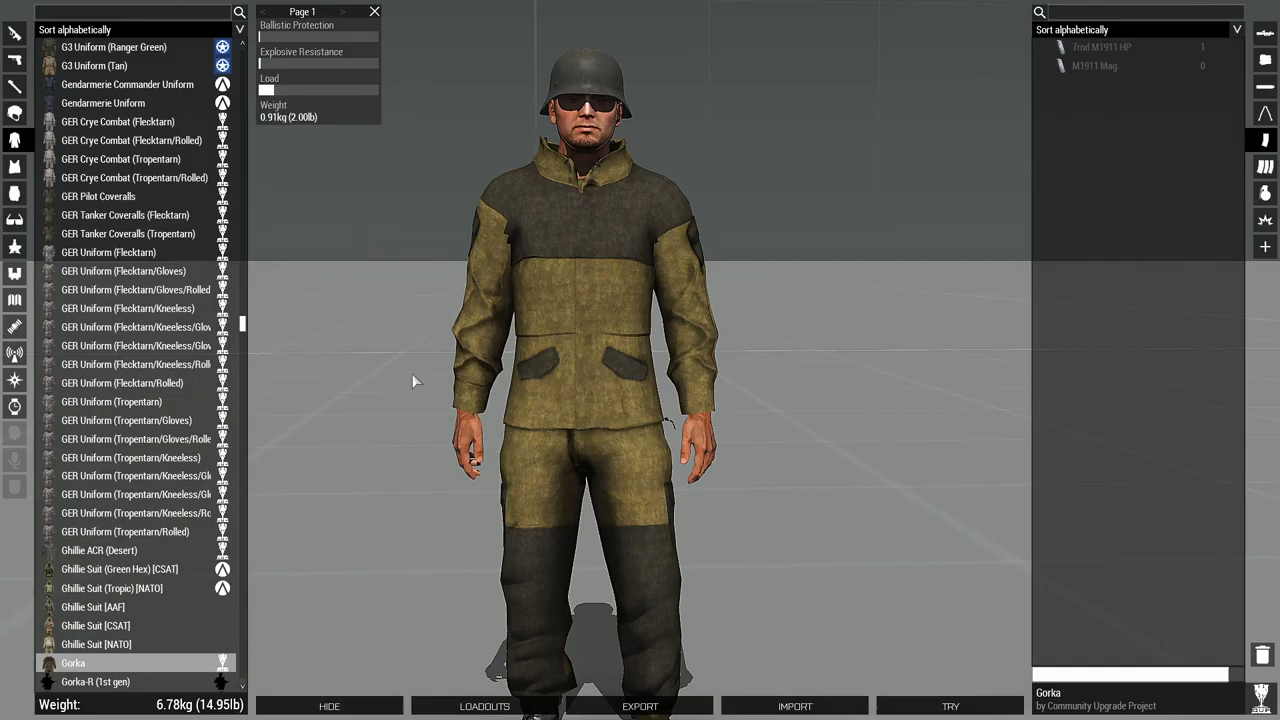 Sort alphabetically
G3 Uniform (Ranger Green)
G3 Uniform (Tan)
Gendarmerie Commander Uniform
Gendarmerie Uniform
GER Crye Combat (Flecktarn)
GER Crye Combat (Flecktarn/Rolled)
GER Crye Combat (Tropentarn)
GER Crye Combat (Tropentarn/Rolled)
GER Pilot Coveralls
GER Tanker Coveralls (Flecktarn)
GER Tanker Coveralls (Tropentarn)
GER Uniform (Flecktarn)
GER Uniform (Flecktarn/Gloves)
GER Uniform (Flecktarn/Gloves/Rolled
GER Uniform (Flecktarn/Kneeless)
GER Uniform (Flecktarn/Kneeless/Glov
GER Uniform (Flecktarn/Kneeless/Glov
GER Uniform (Flecktarn/Kneeless/Roll
GER Uniform (Flecktarn/Rolled)
GER Uniform (Tropentarn)
GER Uniform (Tropentarn/Gloves)
GER Uniform (Tropentarn/Gloves/Rolle
GER Uniform (Tropentarn/Kneeless)
GER Uniform (Tropentarn/Kneeless/Gl
GER Uniform (Tropentarn/Kneeless/Gl
GER Uniform (Tropentarn/Kneeless/Ro
GER Uniform (Tropentarn/Rolled)
Ghillie ACR (Desert)
Ghillie Suit (Green Hex) [CSAT]
Ghillie Suit (Tropic) [NATO]
Ghillie Suit [AAF]
Ghillie Suit [CSAT]
Ghillie Suit [NATO]
Gorka
Gorka-R (1st gen)
Weight: 6.78kg (14.95lb)
< Page 1 >
Ballistic Protection
Explosive Resistance
Load
Weight
0.91kg (2.00lb)
HIDE
LOADOUTS
EXPORT
IMPORT
TRY
Sort alphabetically
7rnd M1911 HP 1
M1911 Mag. 0
Gorka
by Community Upgrade Project